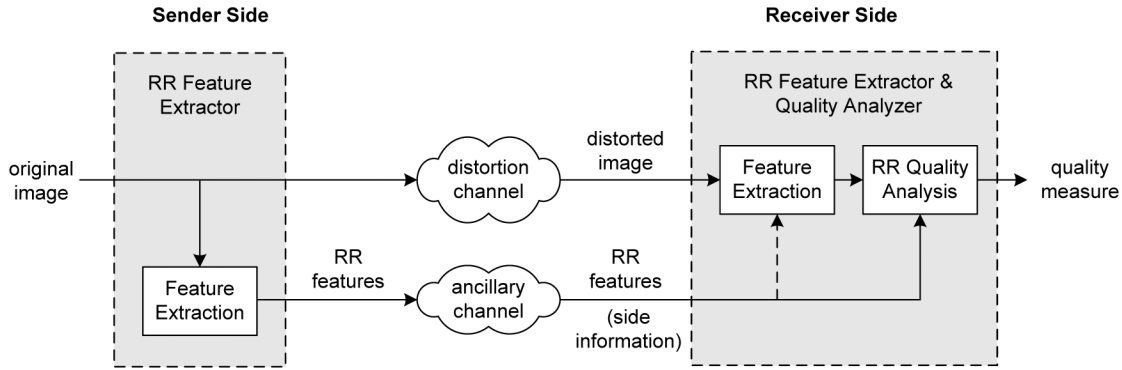 Sender Side
Receiver Side
RR Feature
Extractor
RR Feature Extractor &
Quality Analyzer
original
image
distortion
channel
distorted
image
Feature
Extraction
RR Quality
Analysis
quality
measure
Feature
Extraction
RR
features
ancillary
channel
RR
features
(side
information)